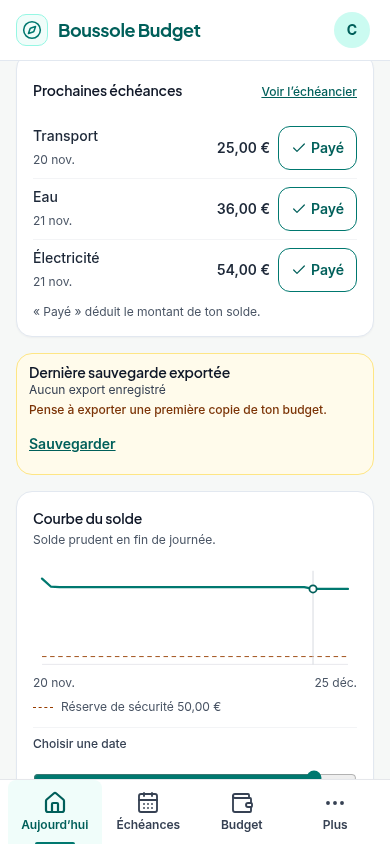 Boussole Budget
C
Prochaines échéances
Voir l’échéancier
Transport
20 nov.
25,00 €
Payé
Eau
21 nov.
36,00 €
Payé
Électricité
21 nov.
54,00 €
Payé
« Payé » déduit le montant de ton solde.
Dernière sauvegarde exportée
Aucun export enregistré
Pense à exporter une première copie de ton budget.
Sauvegarder
Courbe du solde
Solde prudent en fin de journée.
20 nov.
25 déc.
Réserve de sécurité 50,00 €
Choisir une date
Aujourd’hui
Échéances
Budget
Plus